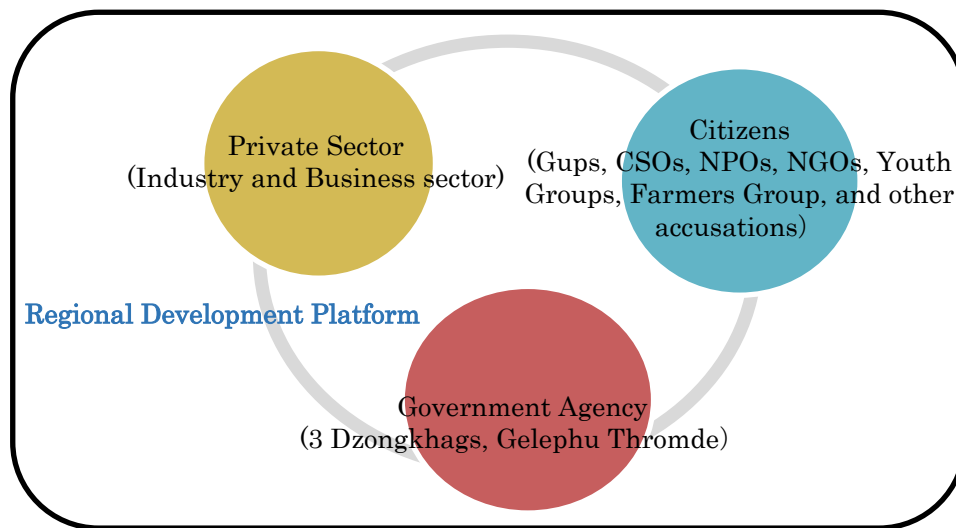 Private Sector
(Industry and Business sector)
Citizens
(Gups, CSOs, NPOs, NGOs, Youth
Groups, Farmers Group, and other
accusations)
Regional Development Platform
Government Agency
(3 Dzongkhags, Gelephu Thromde)